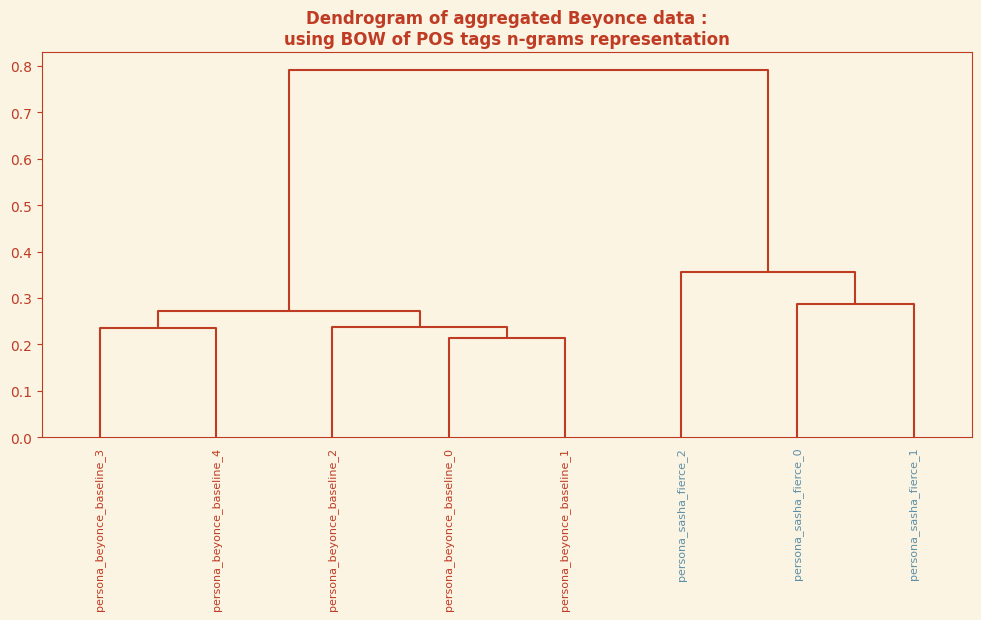 Dendrogram of aggregated Beyonce data :
using BOW of POS tags n-grams representation
0.8
0.7
0.6
0.5
0.4
0.3
0.2
0.1
0.0
persona_beyonce_baseline_3
persona_beyonce_baseline_4
persona_beyonce_baseline_2
persona_beyonce_baseline_0
persona_beyonce_baseline_1
persona_sasha_fierce_2
persona_sasha_fierce_0
persona_sasha_fierce_1